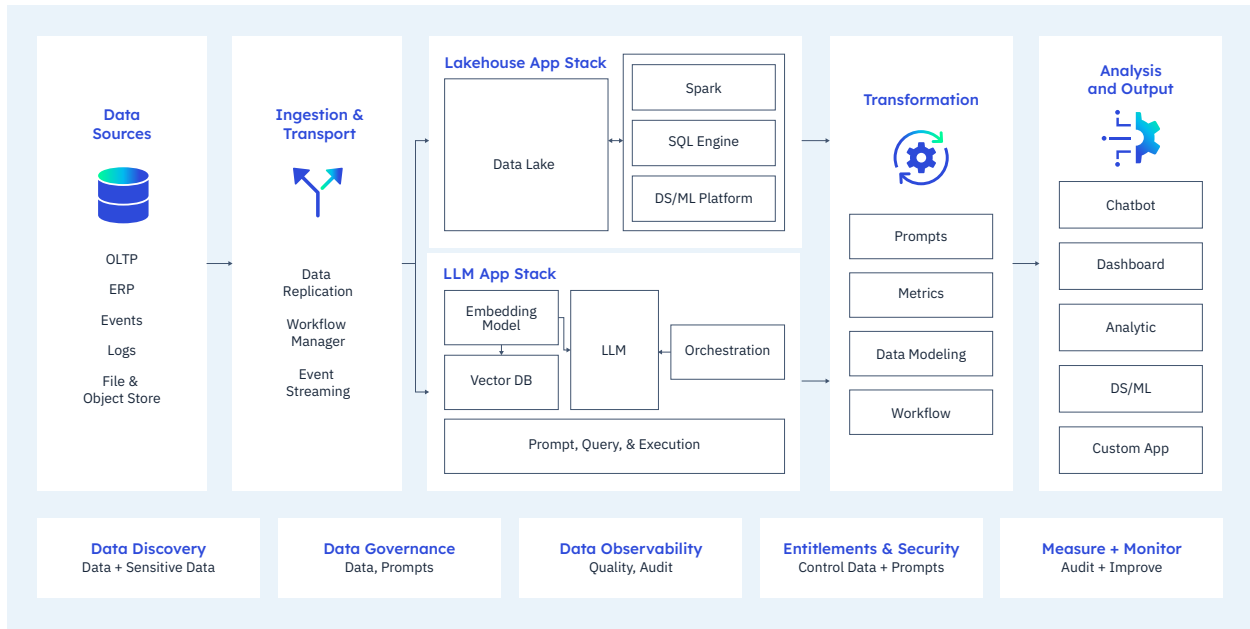 Data
Sources
OLTP
ERP
Events
Logs
File &
Object Store
Ingestion &
Transport
Data
Replication
Workflow
Manager
Event
Streaming
Lakehouse App Stack
Data Lake
Spark
SQL Engine
DS/ML Platform
LLM App Stack
Embedding
Model
Vector DB
LLM
Orchestration
Prompt, Query, & Execution
Transformation
Prompts
Metrics
Data Modeling
Workflow
Analysis
and Output
Chatbot
Dashboard
Analytic
DS/ML
Custom App
Data Discovery
Data + Sensitive Data
Data Governance
Data, Prompts
Data Observability
Quality, Audit
Entitlements & Security
Control Data + Prompts
Measure + Monitor
Audit + Improve